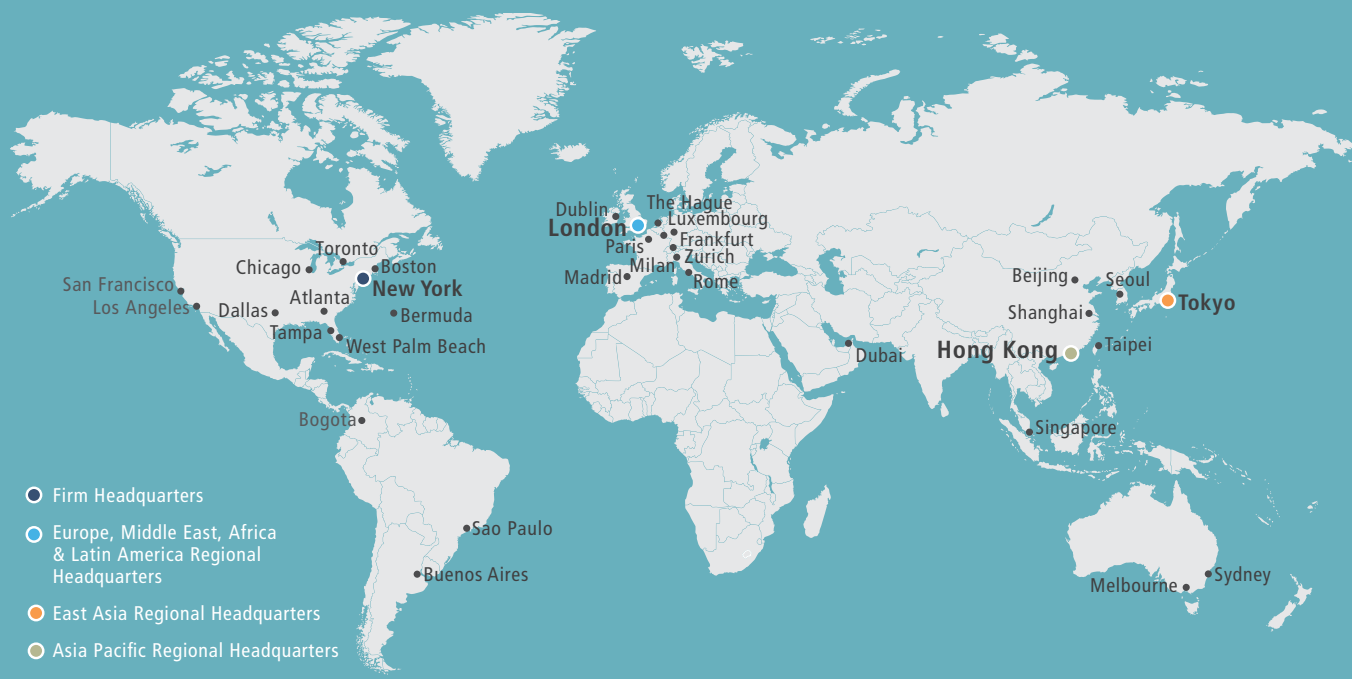 Dublin
The Hague
London
Luxembourg
Paris
Frankfurt
Zurich
Milan
Madrid
Rome
Toronto
Chicago
Boston
San Francisco
New York
Los Angeles
Dallas
Atlanta
Bermuda
Tampa
West Palm Beach
Beijing
Seoul
Tokyo
Shanghai
Hong Kong
Taipei
Dubai
Bogota
Singapore
Sao Paulo
Buenos Aires
Sydney
Melbourne
Firm Headquarters
Europe, Middle East, Africa
& Latin America Regional
Headquarters
East Asia Regional Headquarters
Asia Pacific Regional Headquarters